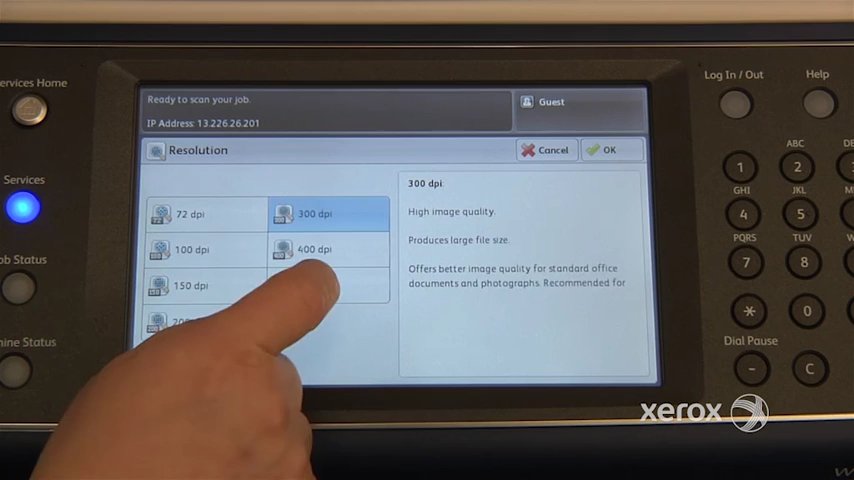 Services Home
Log In / Out
Help
Ready to scan your job.
IP Address: 13.226.26.201
Guest
Resolution
Cancel
OK
72 dpi
300 dpi
100 dpi
400 dpi
150 dpi
300 dpi:
High image quality.
Produces large file size.
Offers better image quality for standard office
documents and photographs. Recommended for
Services
Job Status
1
ABC
2
GHI
4
JKL
5
PQRS
7
TUV
8
*
0
Dial Pause
-
C
xerox